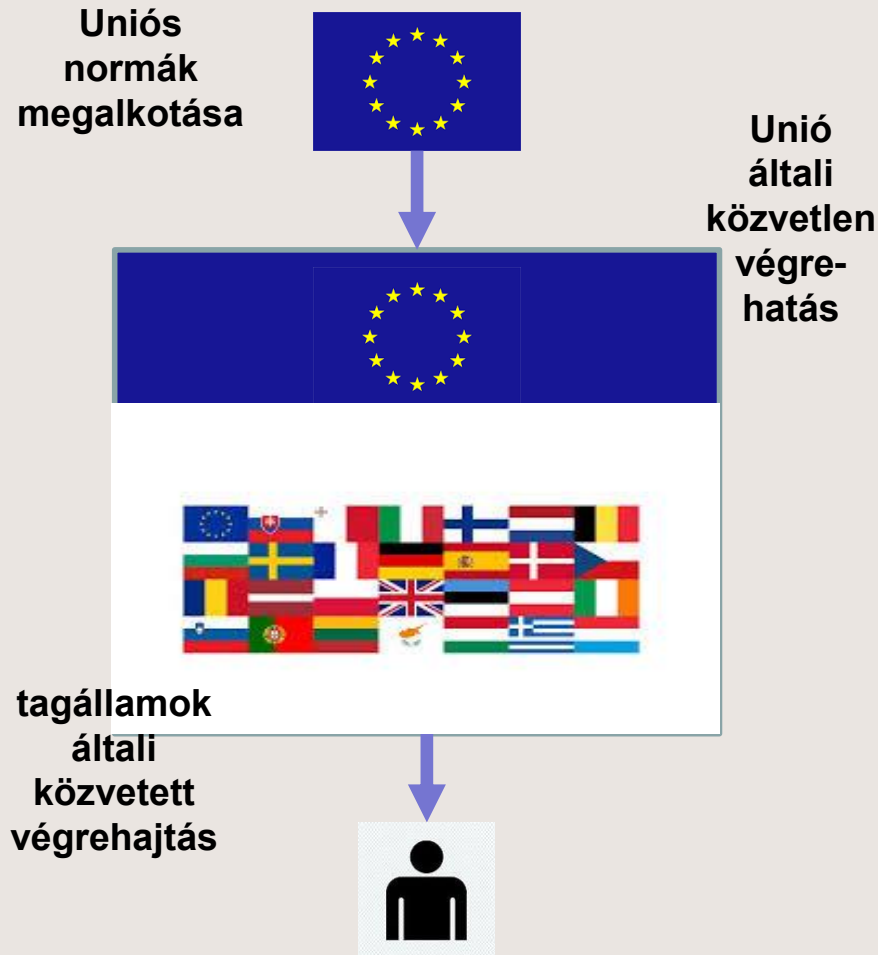 Uniós
normák
megalkotása
Unió
általi
közvetlen
végre-
hatás
tagállamok
általi
közvetett
végrehajtás